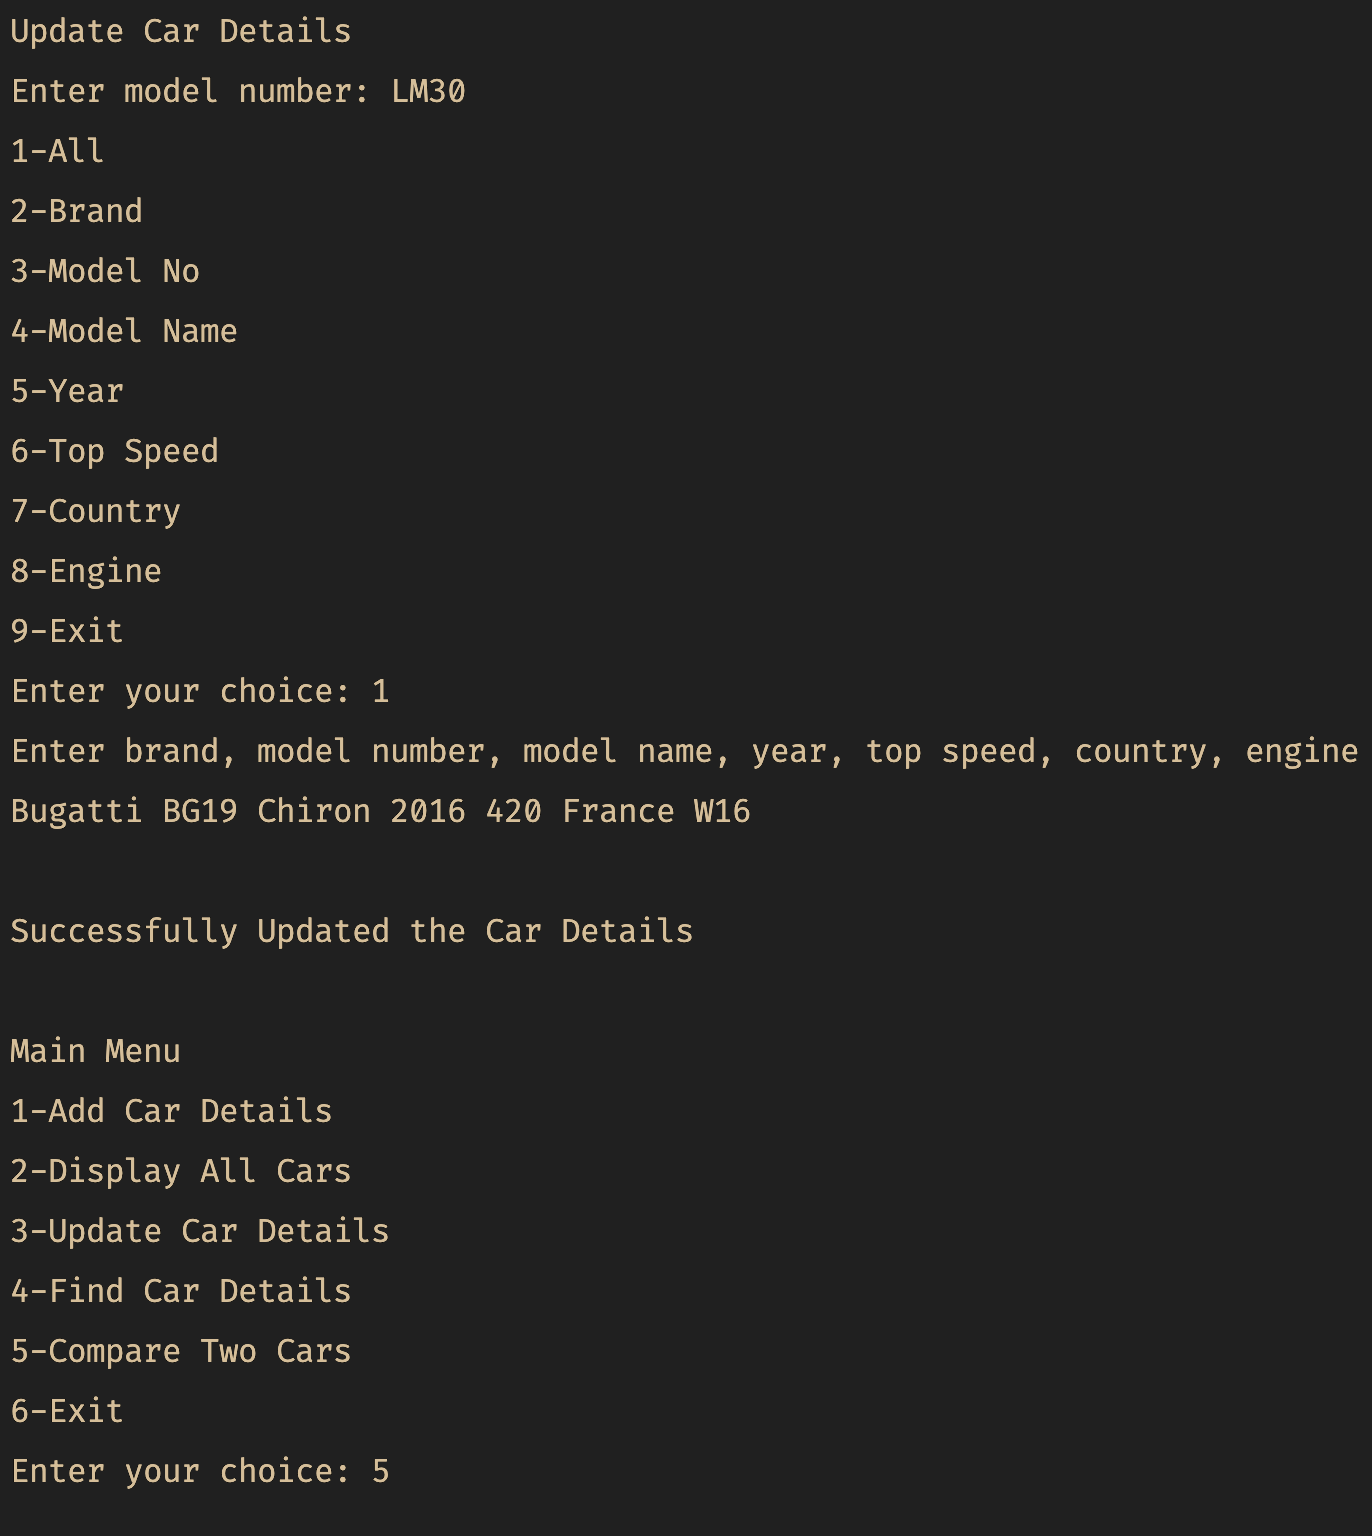 Update Car Details
Enter model number: LM30
1-All
2-Brand
3-Model No
4-Model Name
5-Year
6-Top Speed
7-Country
8-Engine
9-Exit
Enter your choice: 1
Enter brand, model number, model name, year, top speed, country, engine
Bugatti BG19 Chiron 2016 420 France W16
Successfully Updated the Car Details
Main Menu
1-Add Car Details
2-Display All Cars
3-Update Car Details
4-Find Car Details
5-Compare Two Cars
6-Exit
Enter your choice: 5